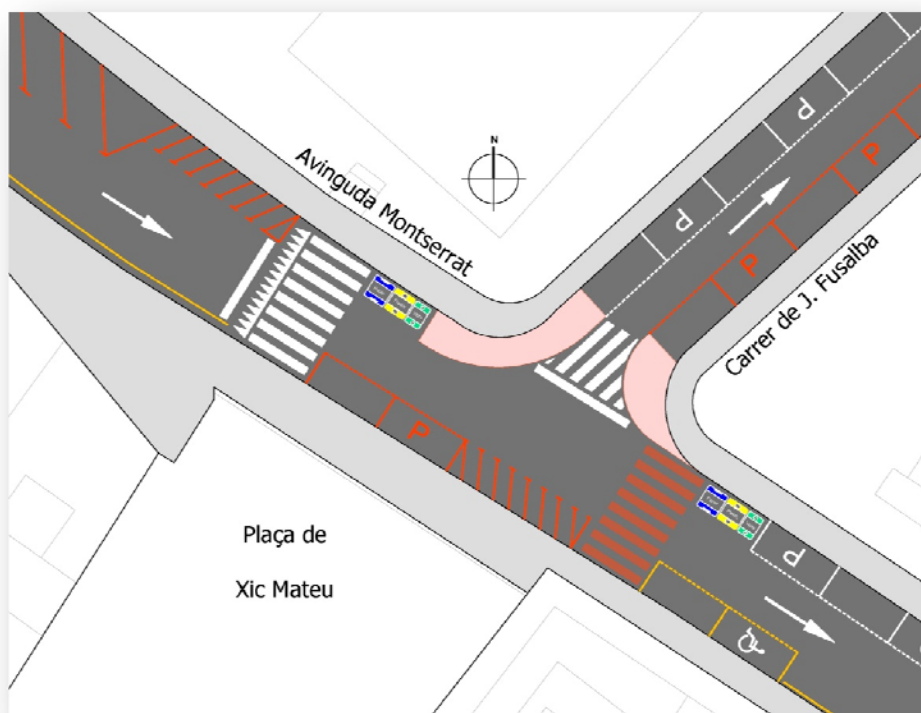 N
Avinguda Montserrat
P
P
P
P
Carrer de J. Fusalba
P
P
Plaça de
Xic Mateu